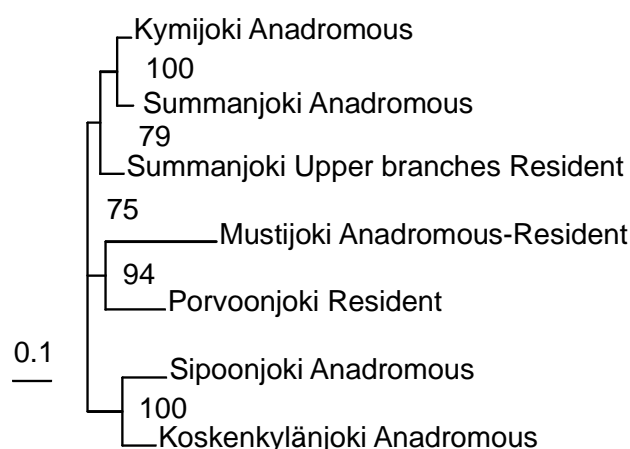 Kymijoki Anadromous
100
Summanjoki Anadromous
79
Summanjoki Upper branches Resident
75
Mustijoki Anadromous-Resident
94
Porvoonjoki Resident
0.1
Sipoonjoki Anadromous
100
Koskenkylänjoki Anadromous